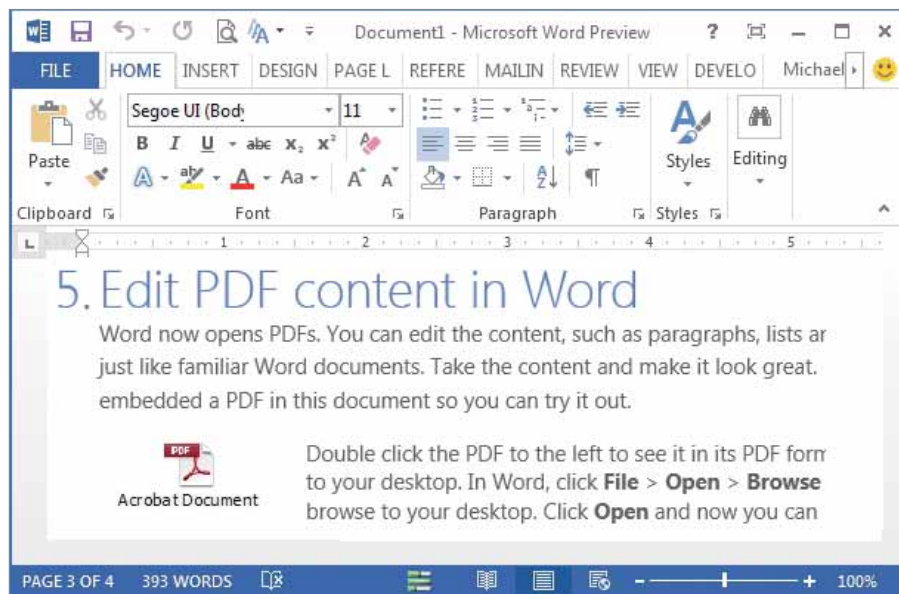 Document1 - Microsoft Word Preview
FILE HOME INSERT DESIGN PAGE L REFERE MAILIN REVIEW VIEW DEVELO Michael
Segoe UI (Body 11
B I U abc X₂ X² 
Paste
A aby A Aa A A
Styles Editing
Clipboard Font Paragraph Styles
1 2 3 4 5
5. Edit PDF content in Word
Word now opens PDFs. You can edit the content, such as paragraphs, lists ar
just like familiar Word documents. Take the content and make it look great.
embedded a PDF in this document so you can try it out.
PDF
Acrobat Document
Double click the PDF to the left to see it in its PDF form
to your desktop. In Word, click File > Open > Browse
browse to your desktop. Click Open and now you can
PAGE 3 OF 4 393 WORDS 100%